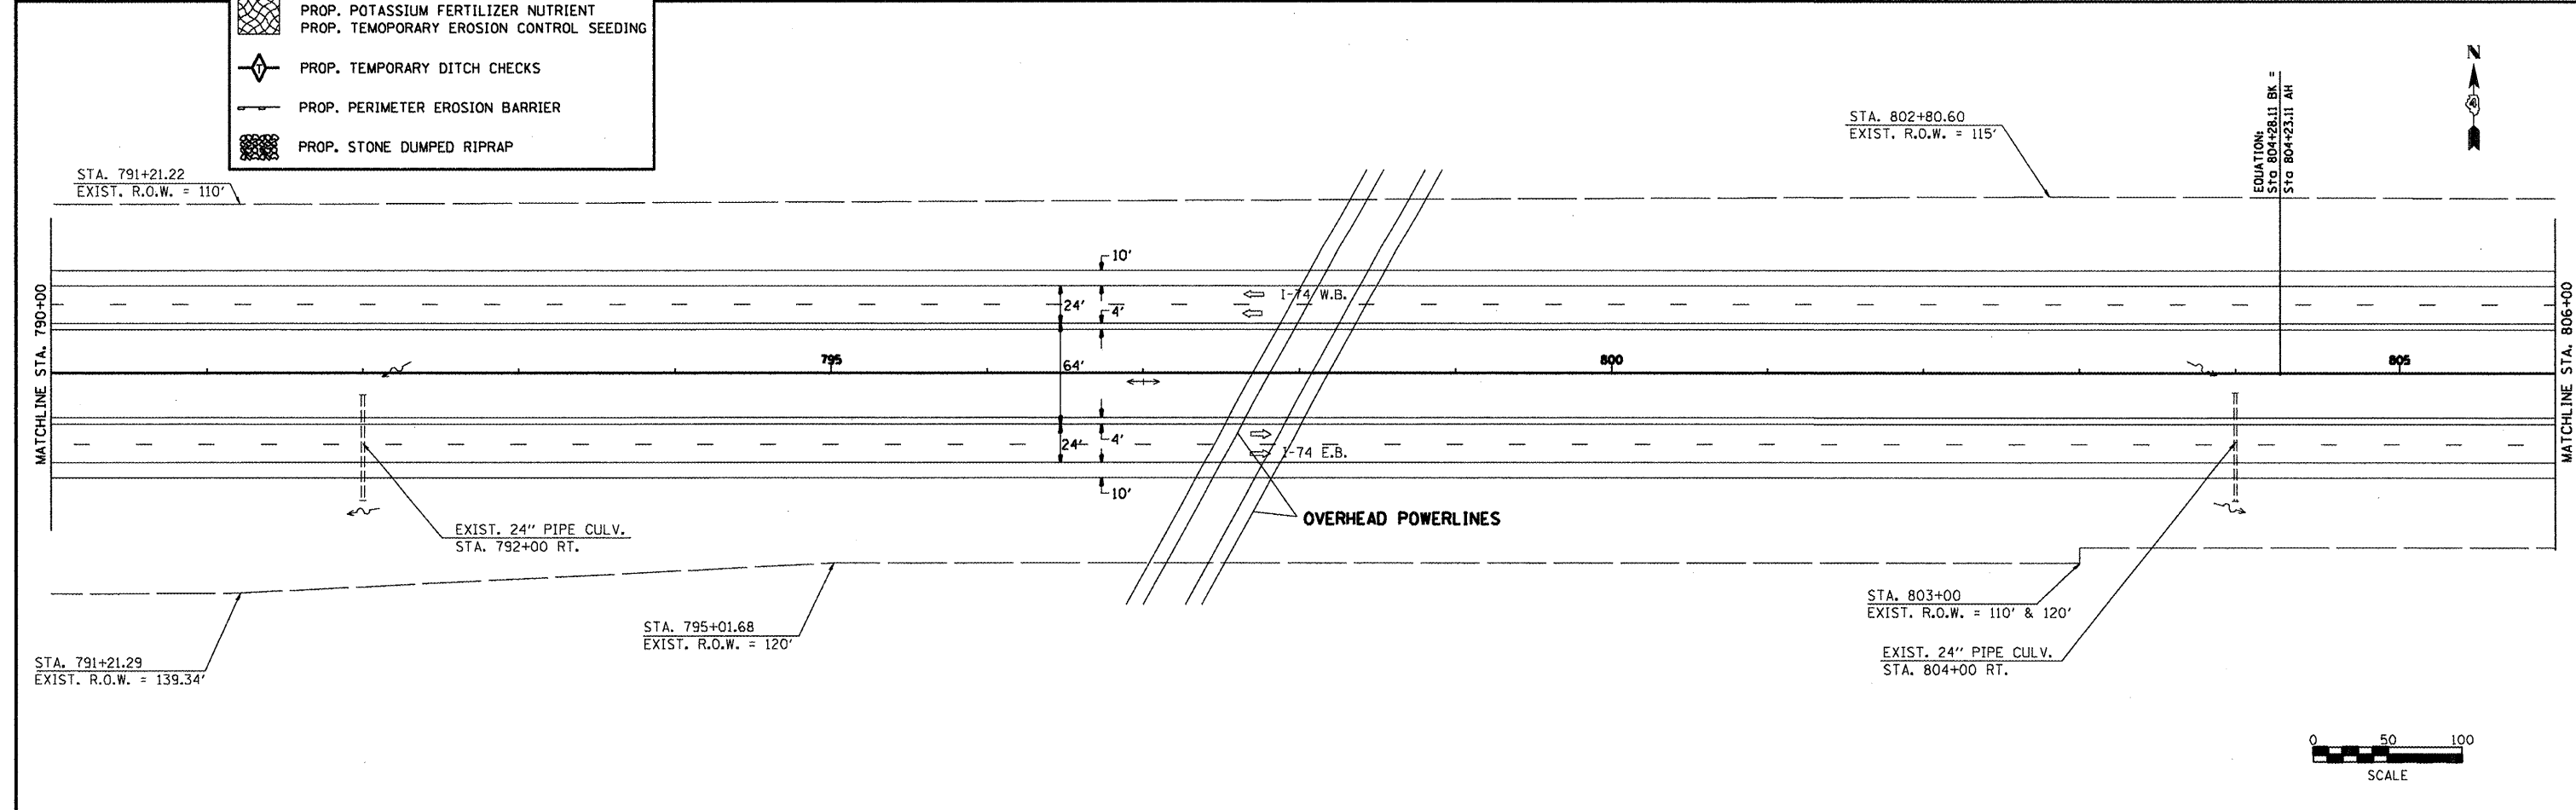 PROP. POTASSIUM FERTILIZER NUTRIENT
PROP. TEMOPORARY EROSION CONTROL SEEDING
T
PROP. TEMPORARY DITCH CHECKS
PROP. PERIMETER EROSION BARRIER
PROP. STONE DUMPED RIPRAP
N
STA. 802+80.60
EXIST. R.O.W. = 115'
EQUATION:
Sta 804+28.11 BK "
Sta 804+23.11 AH
STA. 791+21.22
EXIST. R.O.W. = 110'
MATCHLINE STA. 790+00
10'
24'
4'
I-74 W.B.
64'
795
800
805
4'
24'
I-74 E.B.
10'
MATCHLINE STA. 806+00
OVERHEAD POWERLINES
EXIST. 24" PIPE CULV.
STA. 792+00 RT.
STA. 803+00
EXIST. R.O.W. = 110' & 120'
STA. 795+01.68
EXIST. R.O.W. = 120'
EXIST. 24" PIPE CULV.
STA. 804+00 RT.
STA. 791+21.29
EXIST. R.O.W. = 139.34'
0 50 100
SCALE